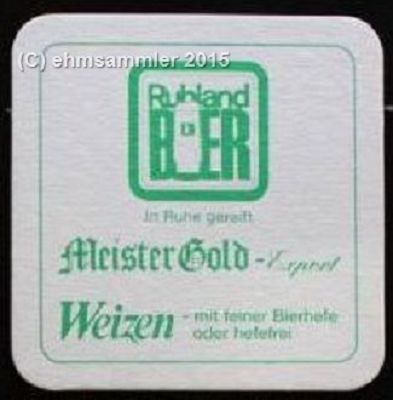 (C) ehmsammler 2015
Ruhland
BIER
In Ruhe gereift
Meister Gold - Export
Weizen - mit feiner Bierhefe
oder hefefrei